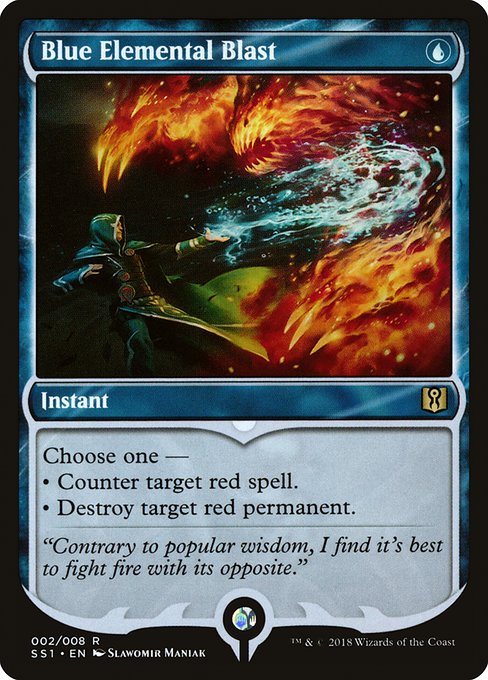 Blue Elemental Blast
Instant
Choose one —
• Counter target red spell.
• Destroy target red permanent.
“Contrary to popular wisdom, I find it’s best
to fight fire with its opposite.”
002/008 R
SS1 • EN Slawomir Maniak
™ & © 2018 Wizards of the Coast